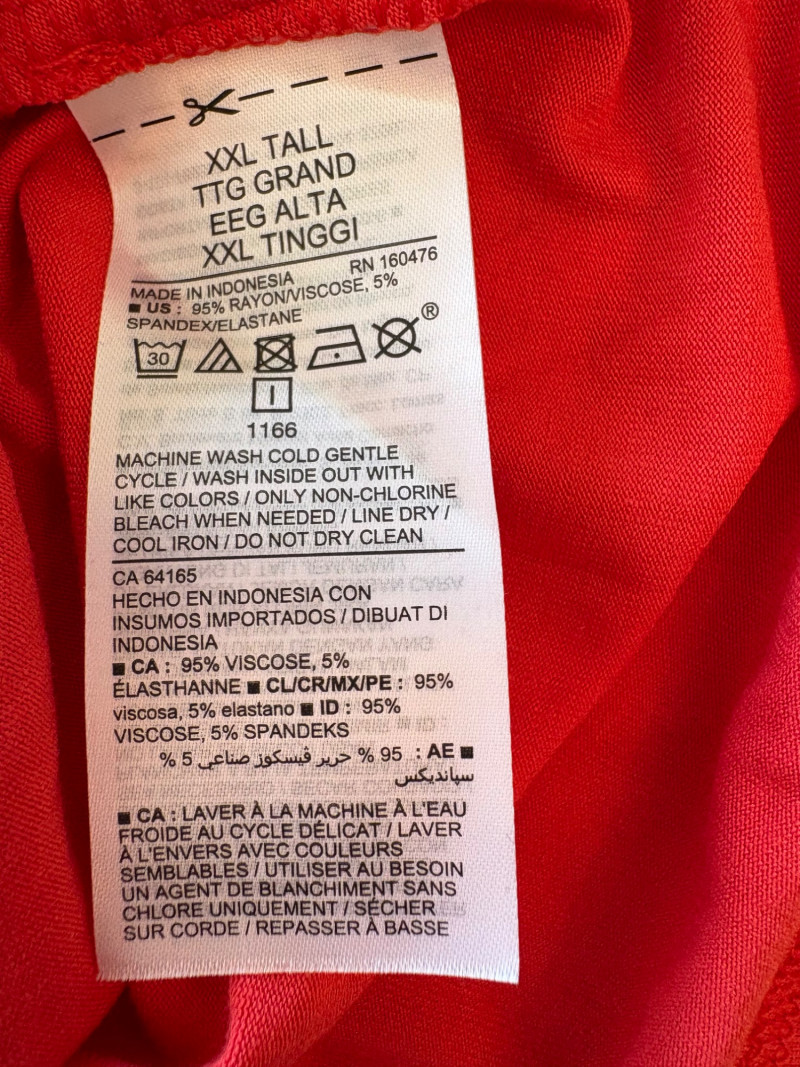 XXL TALL
TTG GRAND
EEG ALTA
XXL TINGGI
MADE IN INDONESIA RN 160476
■ US : 95% RAYON/VISCOSE, 5%
SPANDEX/ELASTANE
30
®
1166
MACHINE WASH COLD GENTLE
CYCLE / WASH INSIDE OUT WITH
LIKE COLORS / ONLY NON-CHLORINE
BLEACH WHEN NEEDED / LINE DRY /
COOL IRON / DO NOT DRY CLEAN
CA 64165
HECHO EN INDONESIA CON
INSUMOS IMPORTADOS / DIBUAT DI
INDONESIA
■ CA : 95% VISCOSE, 5%
ÉLASTHANNE ■ CL/CR/MX/PE : 95%
viscosa, 5% elastano ■ ID : 95%
VISCOSE, 5% SPANDEKS
■ AE : 95 % حرير ڤيسكوز صناعي 5 %
سپانديكس
■ CA : LAVER À LA MACHINE À L'EAU
FROIDE AU CYCLE DÉLICAT / LAVER
À L'ENVERS AVEC COULEURS
SEMBLABLES / UTILISER AU BESOIN
UN AGENT DE BLANCHIMENT SANS
CHLORE UNIQUEMENT / SÉCHER
SUR CORDE / REPASSER À BASSE